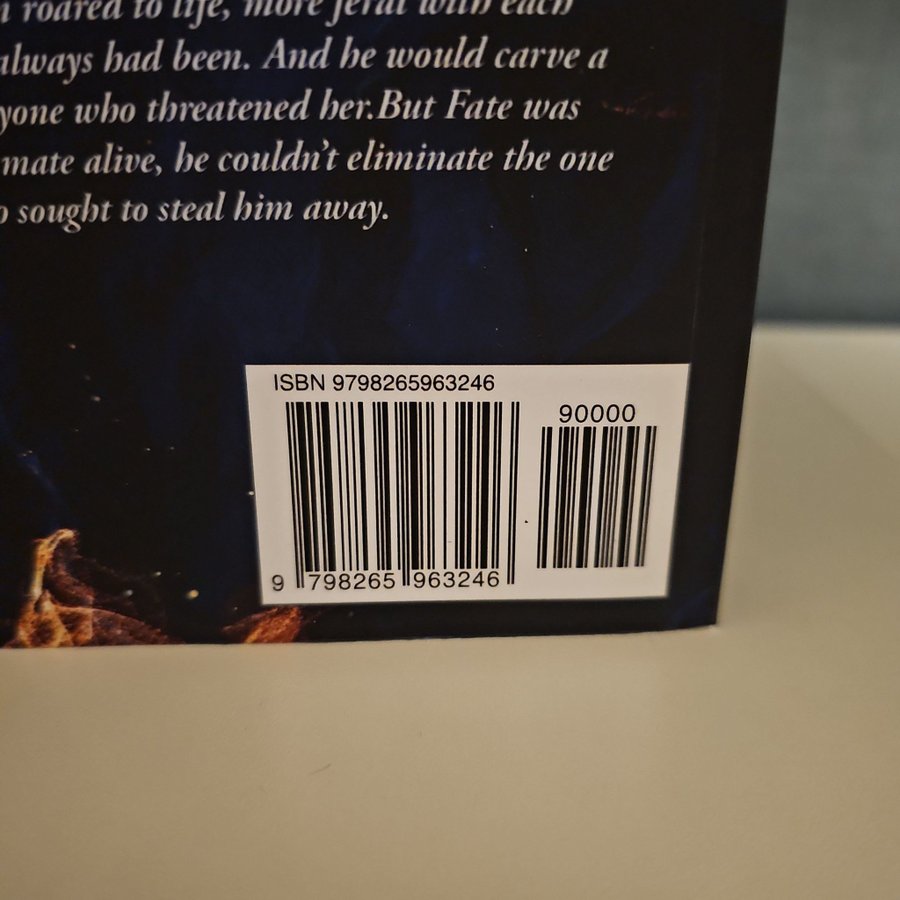 roared to life, more feral with each
always had been. And he would carve a
yone who threatened her.But Fate was
mate alive, he couldn't eliminate the one
o sought to steal him away.
ISBN 9798265963246
90000
9 798265 963246